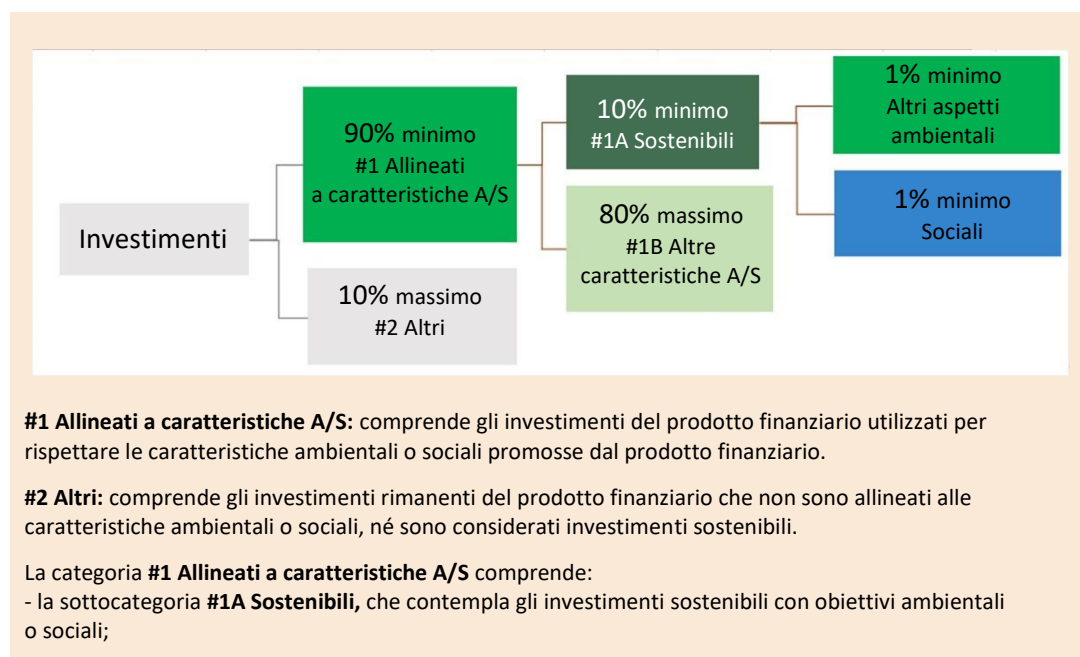 Investimenti
90% minimo
#1 Allineati
a caratteristiche A/S
10% massimo
#2 Altri
10% minimo
#1A Sostenibili
80% massimo
#1B Altre
caratteristiche A/S
1% minimo
Altri aspetti
ambientali
1% minimo
Sociali
#1 Allineati a caratteristiche A/S: comprende gli investimenti del prodotto finanziario utilizzati per
rispettare le caratteristiche ambientali o sociali promosse dal prodotto finanziario.
#2 Altri: comprende gli investimenti rimanenti del prodotto finanziario che non sono allineati alle
caratteristiche ambientali o sociali, né sono considerati investimenti sostenibili.
La categoria #1 Allineati a caratteristiche A/S comprende:
- la sottocategoria #1A Sostenibili, che contempla gli investimenti sostenibili con obiettivi ambientali
o sociali;